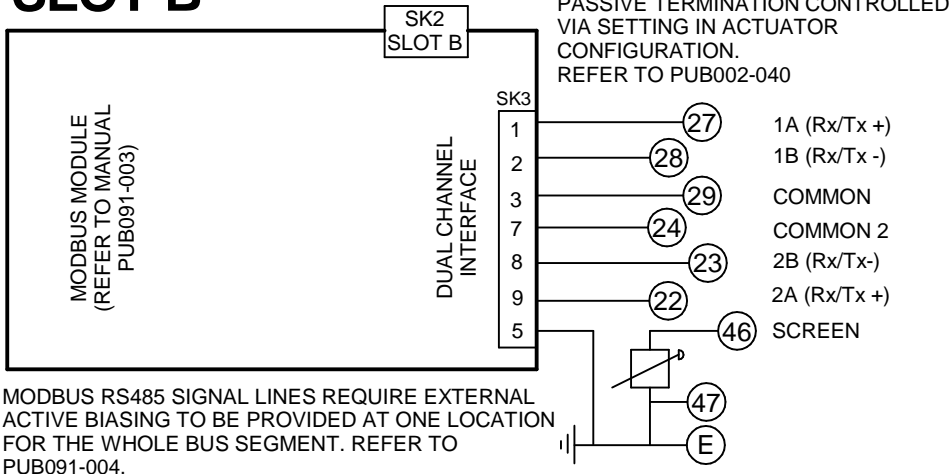 SLOT B
SK2
SLOT B
PASSIVE TERMINATION CONTROLLED
VIA SETTING IN ACTUATOR
CONFIGURATION.
REFER TO PUB002-040
MODBUS MODULE
(REFER TO MANUAL
PUB091-003)
DUAL CHANNEL
INTERFACE
SK3
1 27 1A (Rx/Tx +)
2 28 1B (Rx/Tx -)
3 29 COMMON
7 24 COMMON 2
8 23 2B (Rx/Tx-)
9 22 2A (Rx/Tx +)
5 46 SCREEN
47
E
MODBUS RS485 SIGNAL LINES REQUIRE EXTERNAL
ACTIVE BIASING TO BE PROVIDED AT ONE LOCATION
FOR THE WHOLE BUS SEGMENT. REFER TO
PUB091-004.